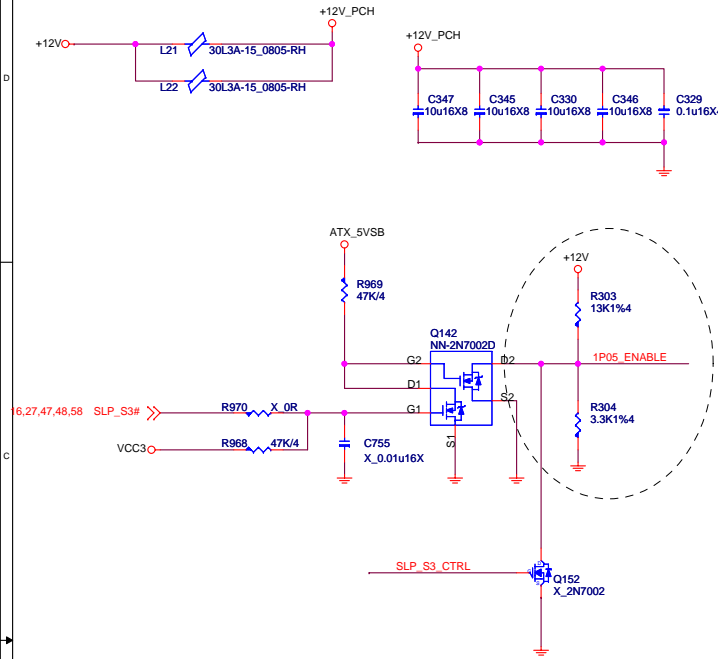 +12V_PCH
+12V
L21 30L3A-15_0805-RH
L22 30L3A-15_0805-RH
+12V_PCH
C347
10u16X8
C345
10u16X8
C330
10u16X8
C346
10u16X8
C329
0.1u16X4
D
ATX_5VSB
R969
47K/4
Q142
NN-2N7002D
G2
D1
G1
S1
D2
S2
+12V
R303
13K1%4
1P05_ENABLE
R304
3.3K1%4
16,27,47,48,58 SLP_S3#
R970 X_0R
VCC3
R968 47K/4
C755
X_0.01u16X
C
SLP_S3_CTRL
G
D
S
Q152
X_2N7002